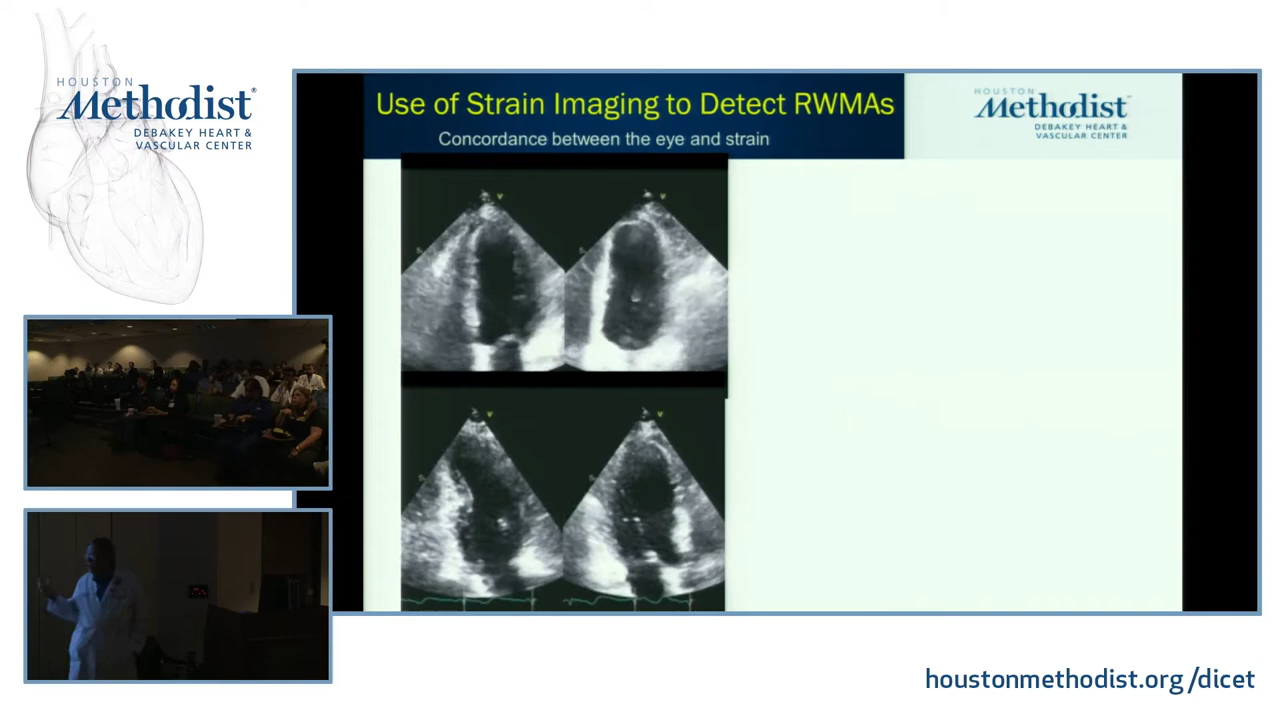 HOUSTON
Methodist®
DEBAKEY HEART &
VASCULAR CENTER
Use of Strain Imaging to Detect RWMAs
Concordance between the eye and strain
HOUSTON
Methodist
DEBAKEY HEART &
VASCULAR CENTER
V
V
V
V
houstonmethodist.org/dicet